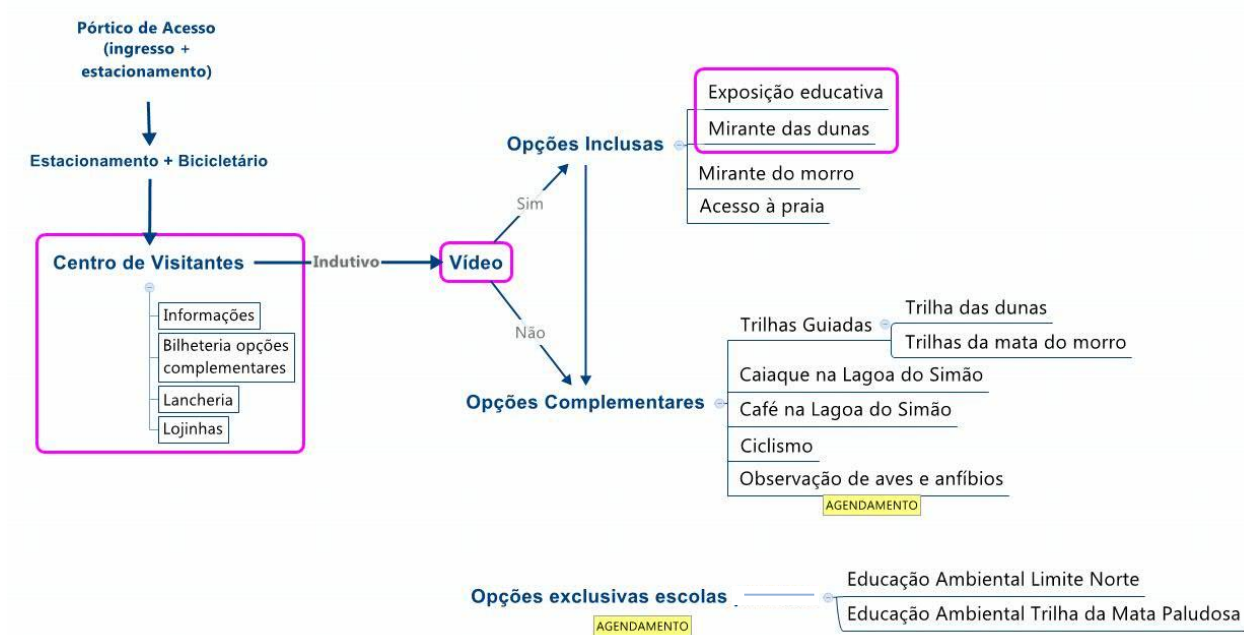 Pórtico de Acesso
(ingresso +
estacionamento)
Estacionamento + Bicicletário
Centro de Visitantes
Informações
Bilheteria opções
complementares
Lancheria
Lojinhas
Indutivo
Vídeo
Sim
Não
Opções Inclusas
Exposição educativa
Mirante das dunas
Mirante do morro
Acesso à praia
Opções Complementares
Trilhas Guiadas
Trilha das dunas
Trilhas da mata do morro
Caiaque na Lagoa do Simão
Café na Lagoa do Simão
Ciclismo
Observação de aves e anfíbios
AGENDAMENTO
Opções exclusivas escolas
AGENDAMENTO
Educação Ambiental Limite Norte
Educação Ambiental Trilha da Mata Paludosa